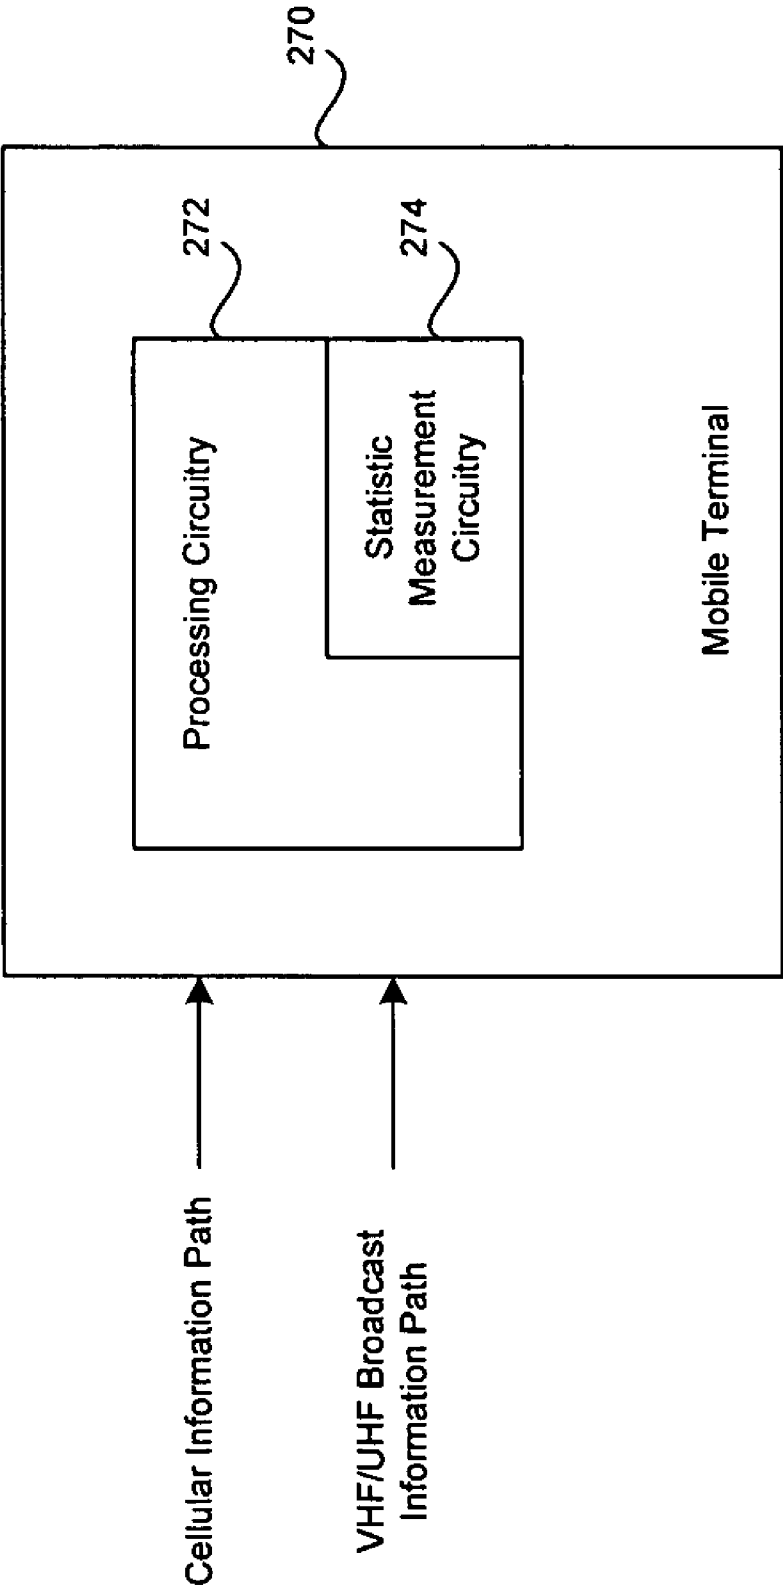 Cellular Information Path
VHF/UHF Broadcast
Information Path
Processing Circuitry
Statistic
Measurement
Circuitry
Mobile Terminal
272
274
270